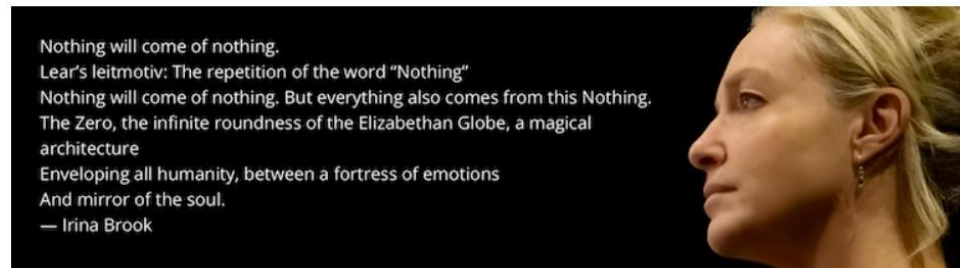 Nothing will come of nothing.
Lear’s leitmotiv: The repetition of the word “Nothing”
Nothing will come of nothing. But everything also comes from this Nothing.
The Zero, the infinite roundness of the Elizabethan Globe, a magical
architecture
Enveloping all humanity, between a fortress of emotions
And mirror of the soul.
— Irina Brook